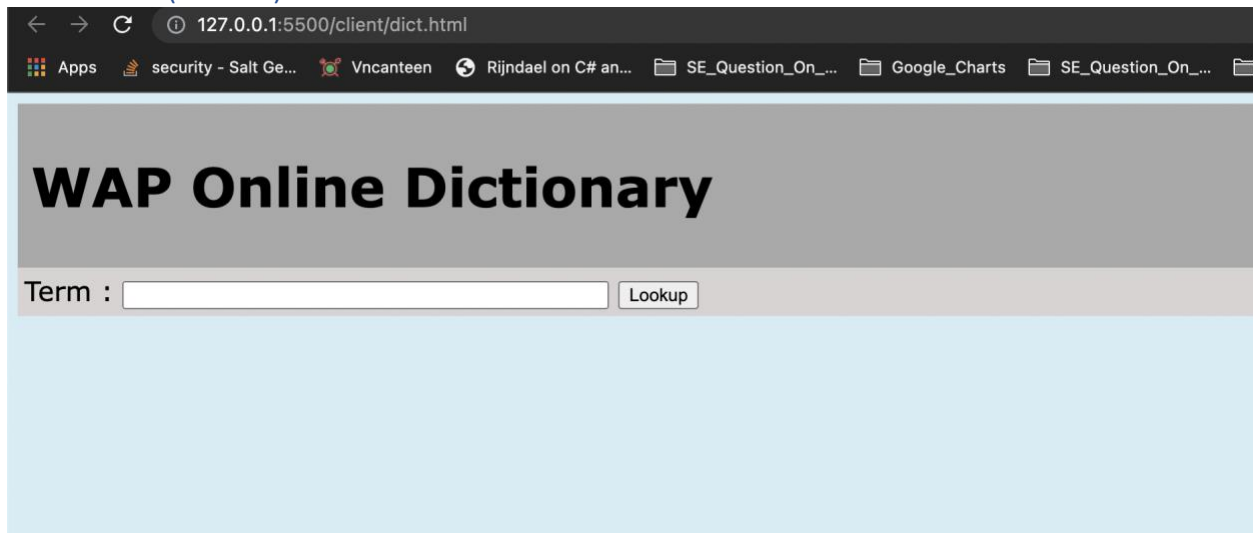 127.0.0.1:5500/client/dict.html
Apps security - Salt Ge... Vncanteen Rijndael on C# an... SE_Question_On_... Google_Charts SE_Question_On_...
WAP Online Dictionary
Term : Lookup